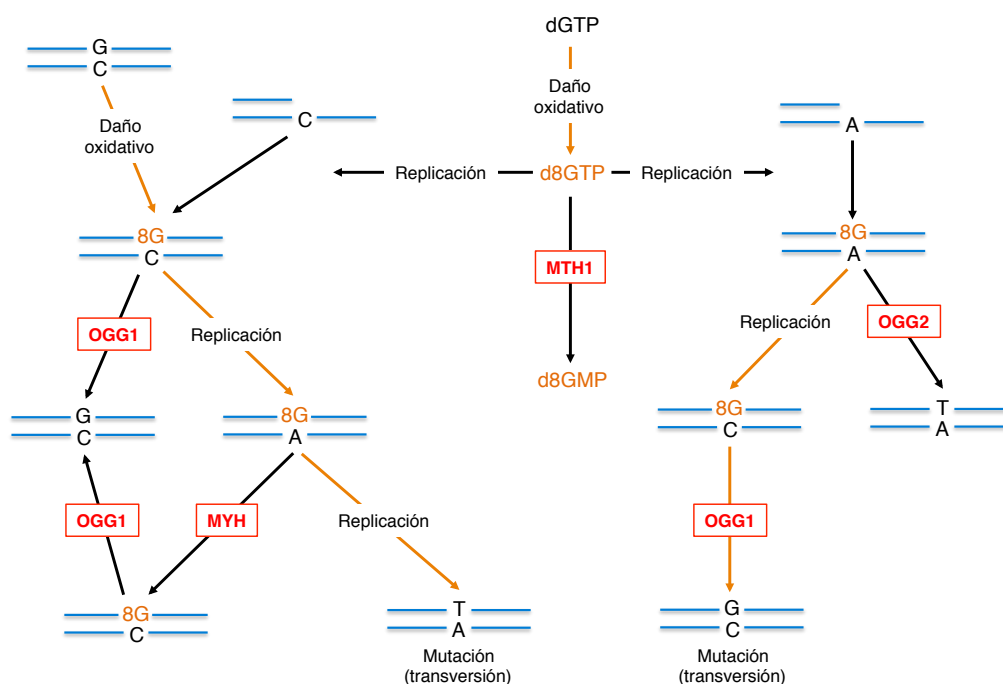 dGTP
Daño
oxidativo
d8GTP
Replicación
Replicación
MTH1
d8GMP
G
C
Daño
oxidativo
C
8G
C
OGG1
Replicación
G
C
8G
A
OGG1
MYH
Replicación
8G
C
T
A
Mutación
(transversión)
A
8G
A
Replicación
OGG2
8G
C
T
A
OGG1
G
C
Mutación
(transversión)